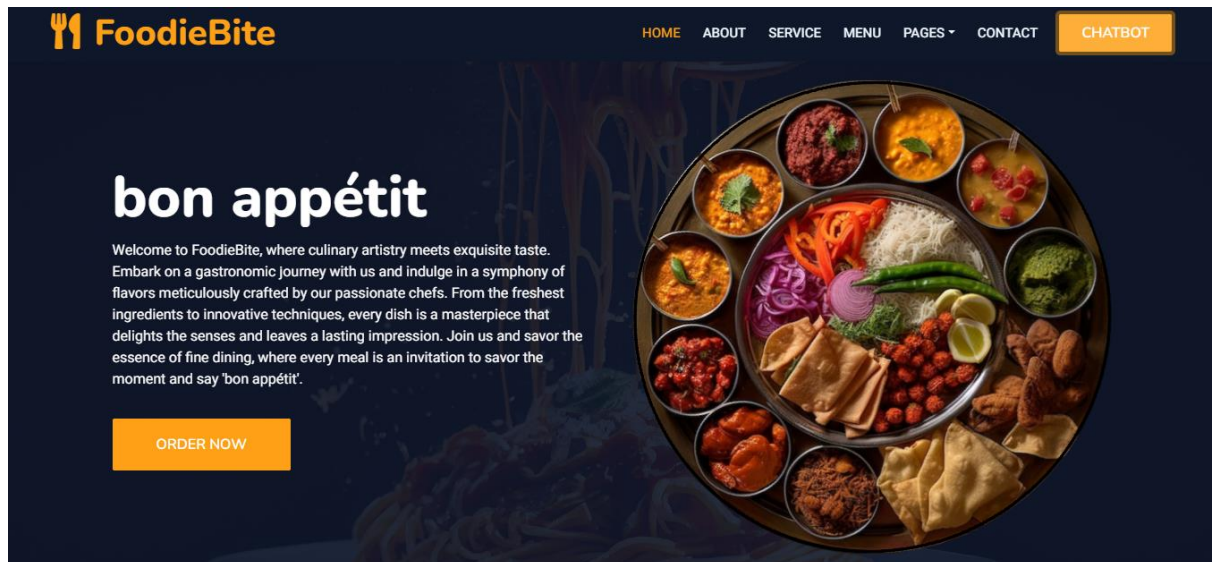 FoodieBite
HOME ABOUT SERVICE MENU PAGES CONTACT CHATBOT
bon appétit
Welcome to FoodieBite, where culinary artistry meets exquisite taste.
Embark on a gastronomic journey with us and indulge in a symphony of
flavors meticulously crafted by our passionate chefs. From the freshest
ingredients to innovative techniques, every dish is a masterpiece that
delights the senses and leaves a lasting impression. Join us and savor the
essence of fine dining, where every meal is an invitation to savor the
moment and say 'bon appétit'.
ORDER NOW